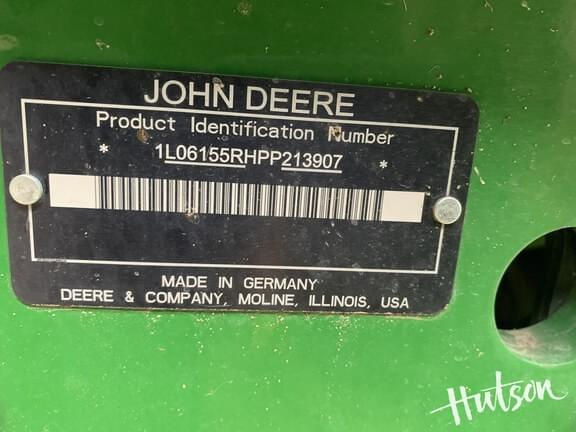 JOHN DEERE
Product Identification Number
* 1L06155RHPP213907 *
MADE IN GERMANY
DEERE & COMPANY, MOLINE, ILLINOIS, USA
Hutson